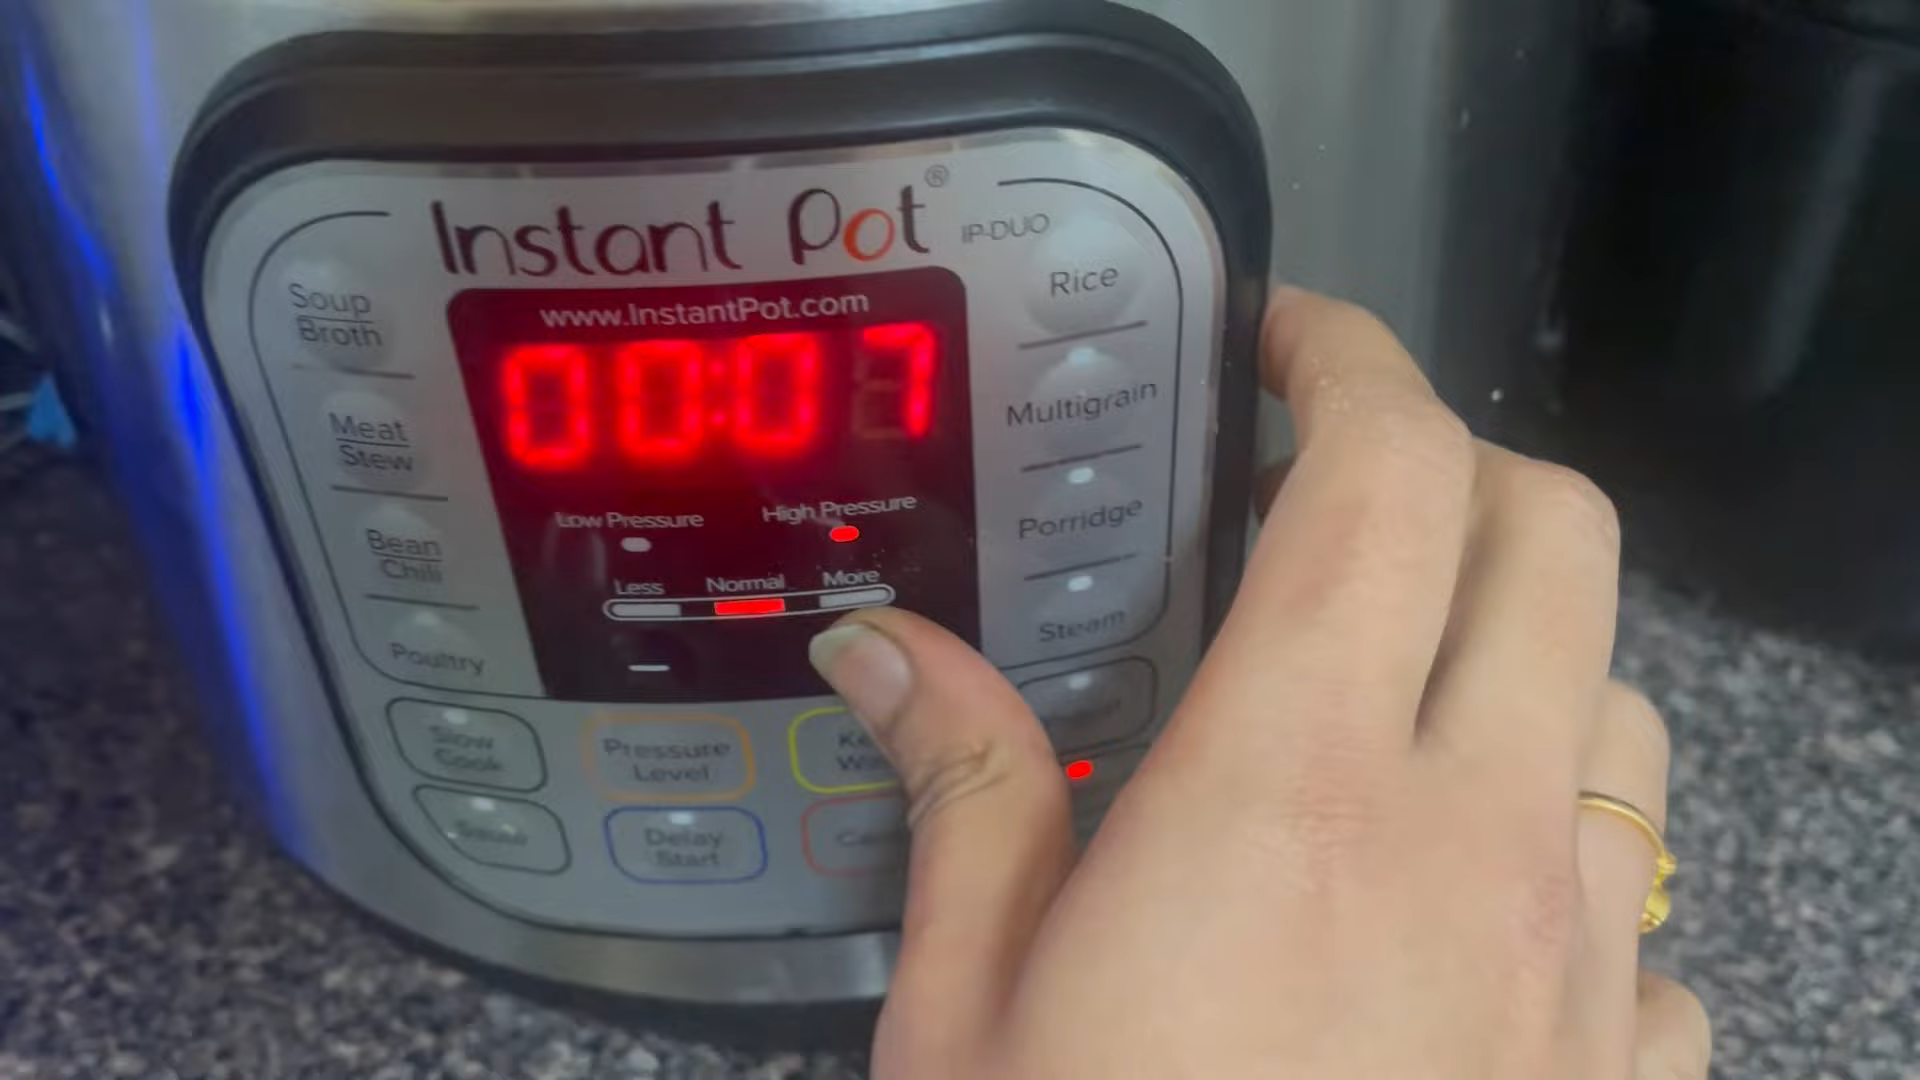 Instant Pot®
IP-DUO
www.InstantPot.com
00:07
Low Pressure
High Pressure
Less
Normal
More
Soup
Broth
Meat
Stew
Bean
Chili
Poultry
Slow
Cook
Pressure
Level
Delay
Start
Rice
Multigrain
Porridge
Steam